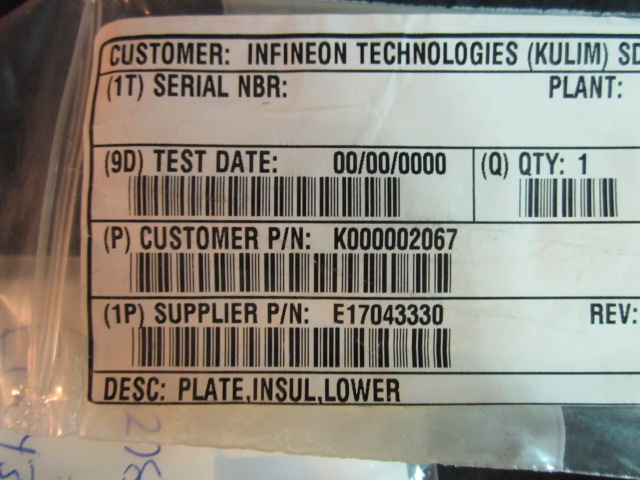 CUSTOMER: INFINEON TECHNOLOGIES (KULIM) SD
(1T) SERIAL NBR: PLANT:
(9D) TEST DATE: 00/00/0000 (Q) QTY: 1
(P) CUSTOMER P/N: K000002067
(1P) SUPPLIER P/N: E17043330 REV:
DESC: PLATE,INSUL,LOWER
278